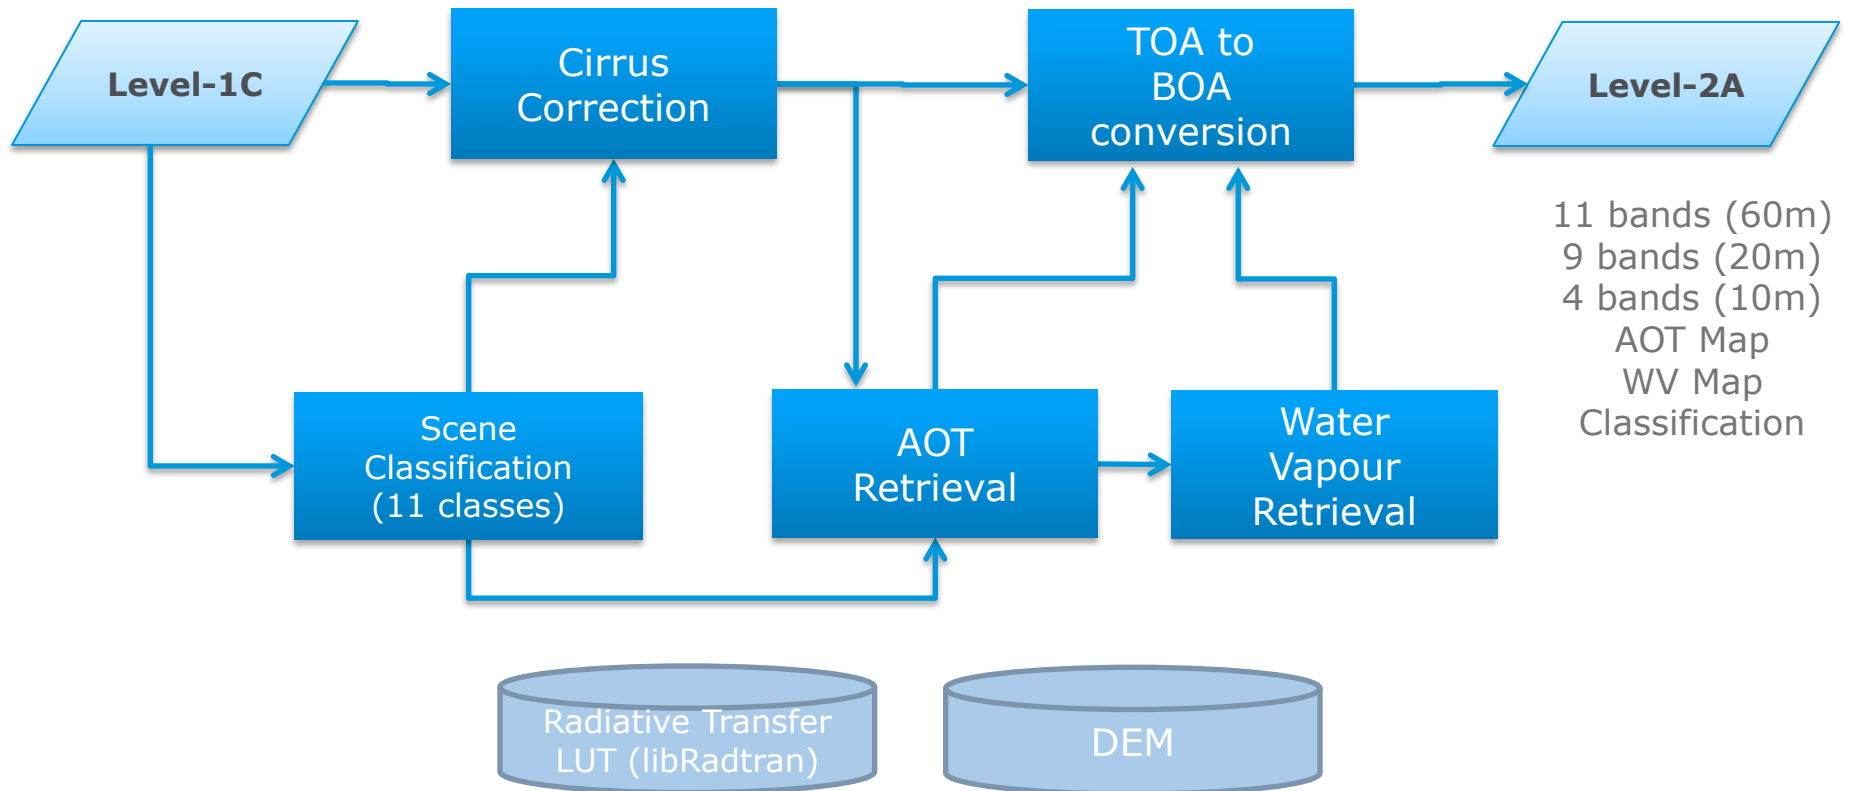 Level-1C
Cirrus
Correction
TOA to
BOA
conversion
Level-2A
11 bands (60m)
9 bands (20m)
4 bands (10m)
AOT Map
WV Map
Classification
Scene
Classification
(11 classes)
AOT
Retrieval
Water
Vapour
Retrieval
Radiative Transfer
LUT (libRadtran)
DEM